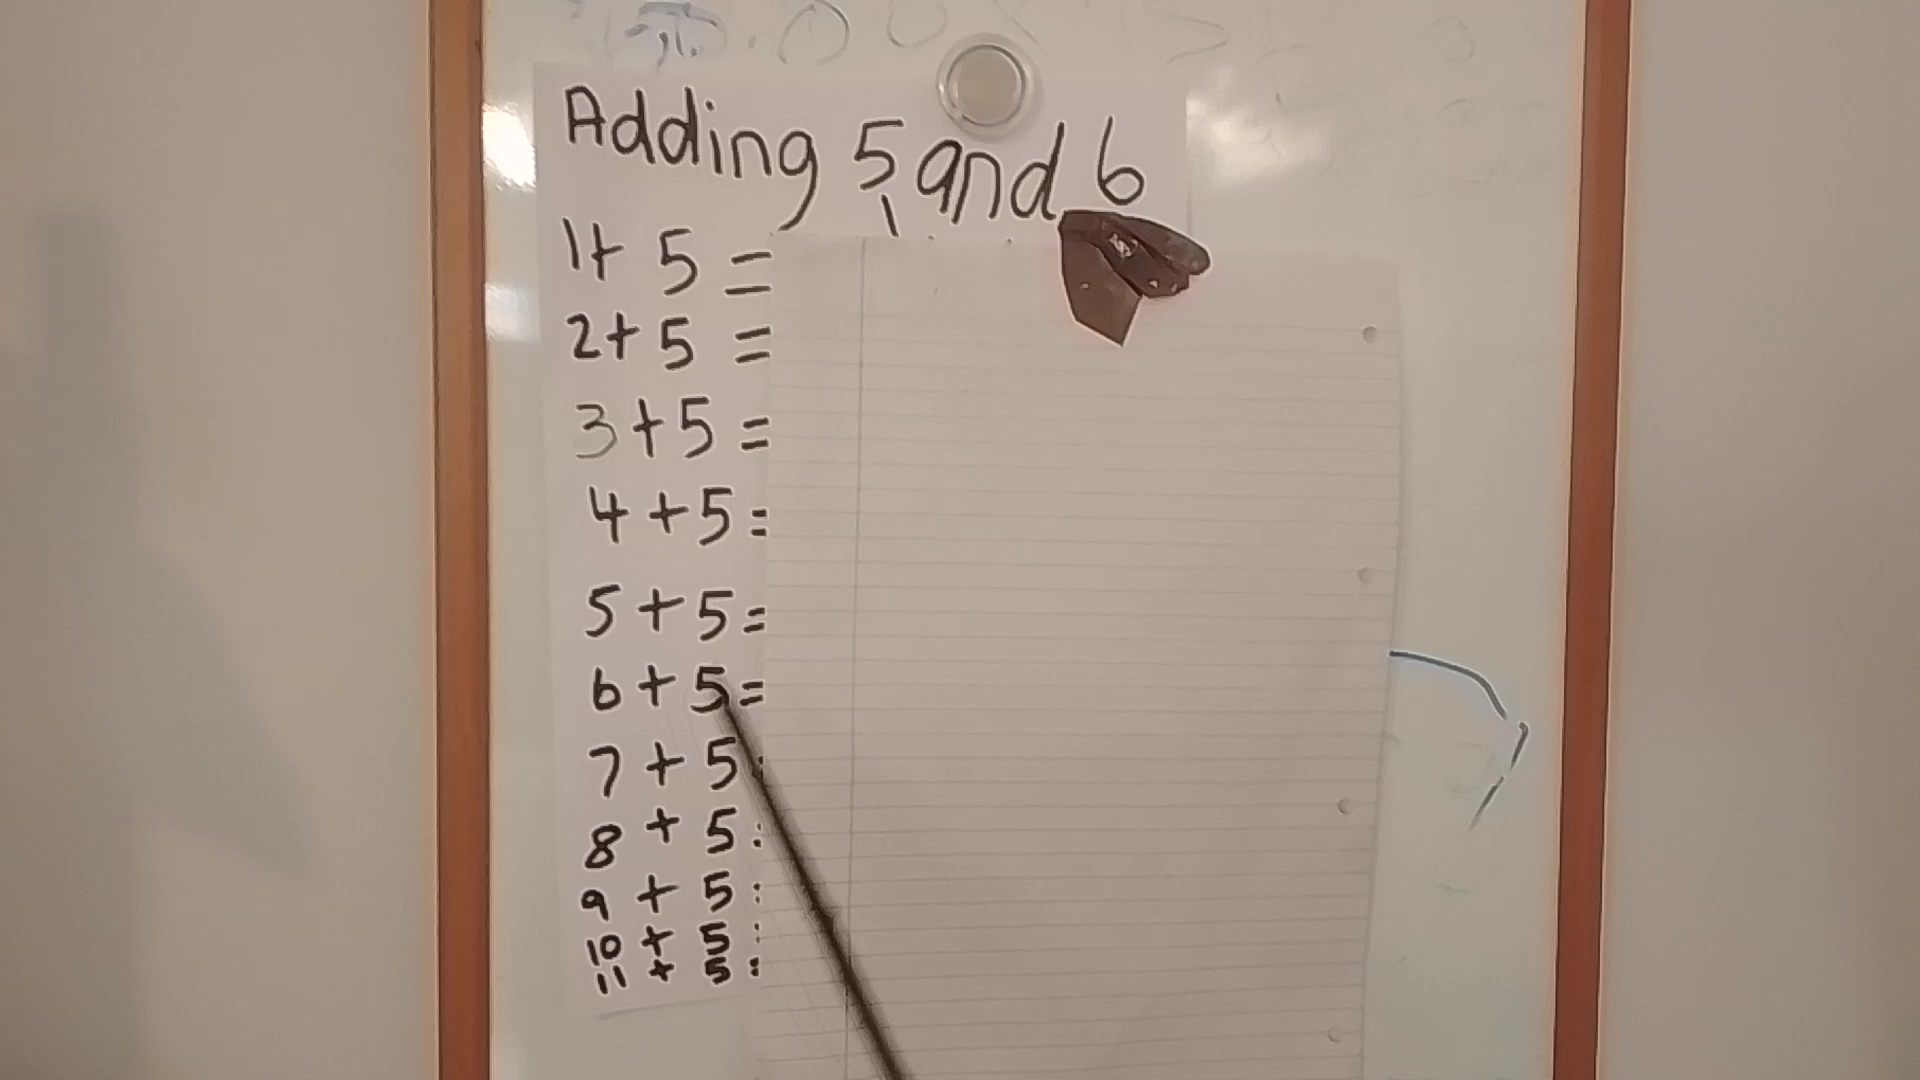 Adding 5 and 6
1+ 5 =
2+ 5 =
3+5 =
4 +5=
5 +5=
6 +5=
7 + 5
8 + 5:
9 + 5:
10 + 5:
11 + 5: